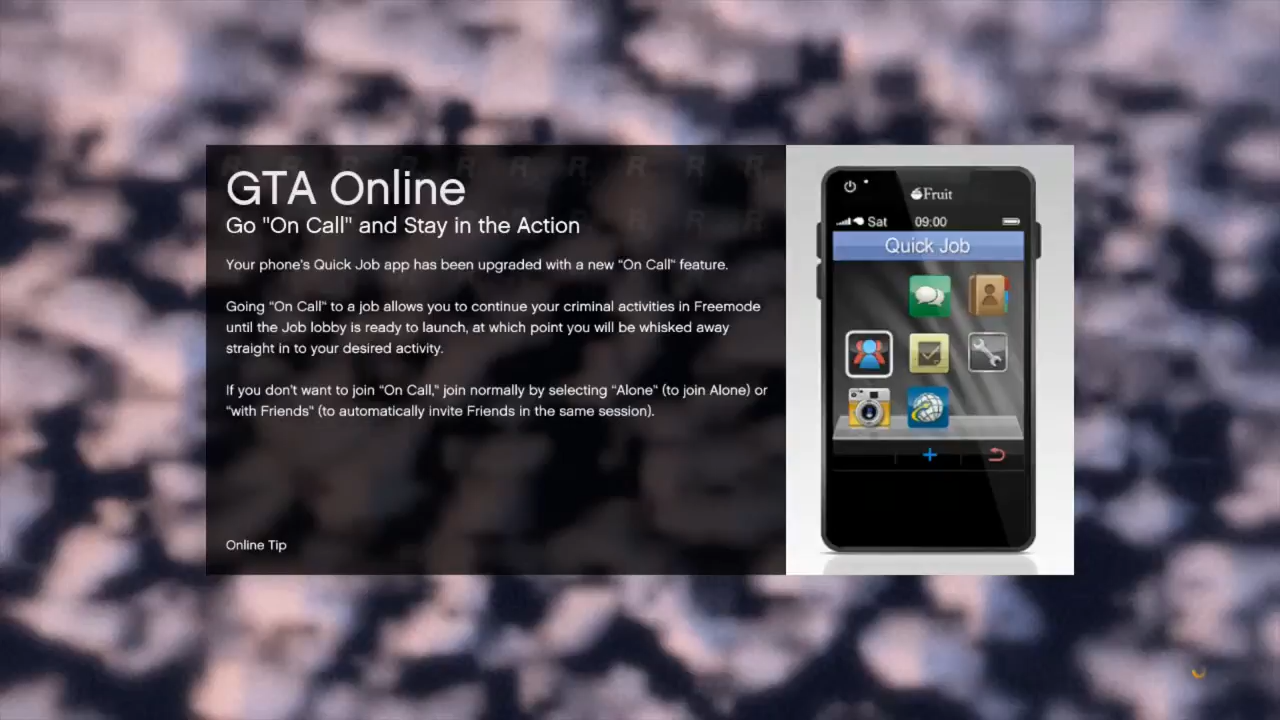 GTA Online
Go "On Call" and Stay in the Action
Your phone's Quick Job app has been upgraded with a new "On Call" feature.
Going "On Call" to a job allows you to continue your criminal activities in Freemode
until the Job lobby is ready to launch, at which point you will be whisked away
straight in to your desired activity.
If you don't want to join "On Call," join normally by selecting "Alone" (to join Alone) or
"with Friends" (to automatically invite Friends in the same session).
Online Tip
Fruit
Sat 09:00
Quick Job